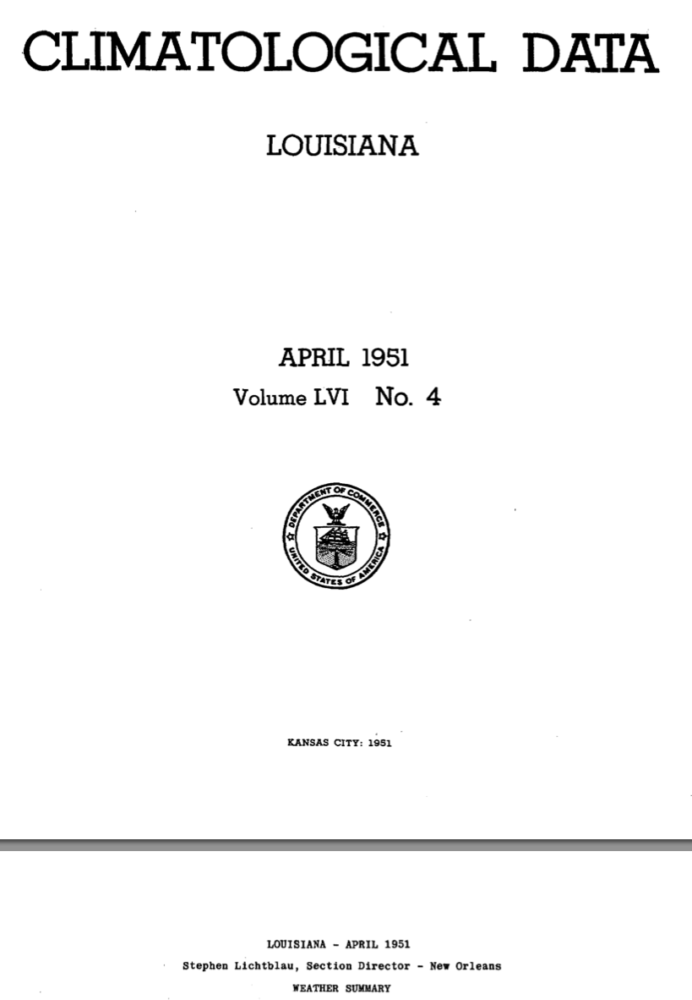 CLIMATOLOGICAL DATA
LOUISIANA
APRIL 1951
Volume LVI No. 4
DEPARTMENT OF COMMERCE
UNITED STATES OF AMERICA
KANSAS CITY: 1951
LOUISIANA - APRIL 1951
Stephen Lichtblau, Section Director - New Orleans
WEATHER SUMMARY